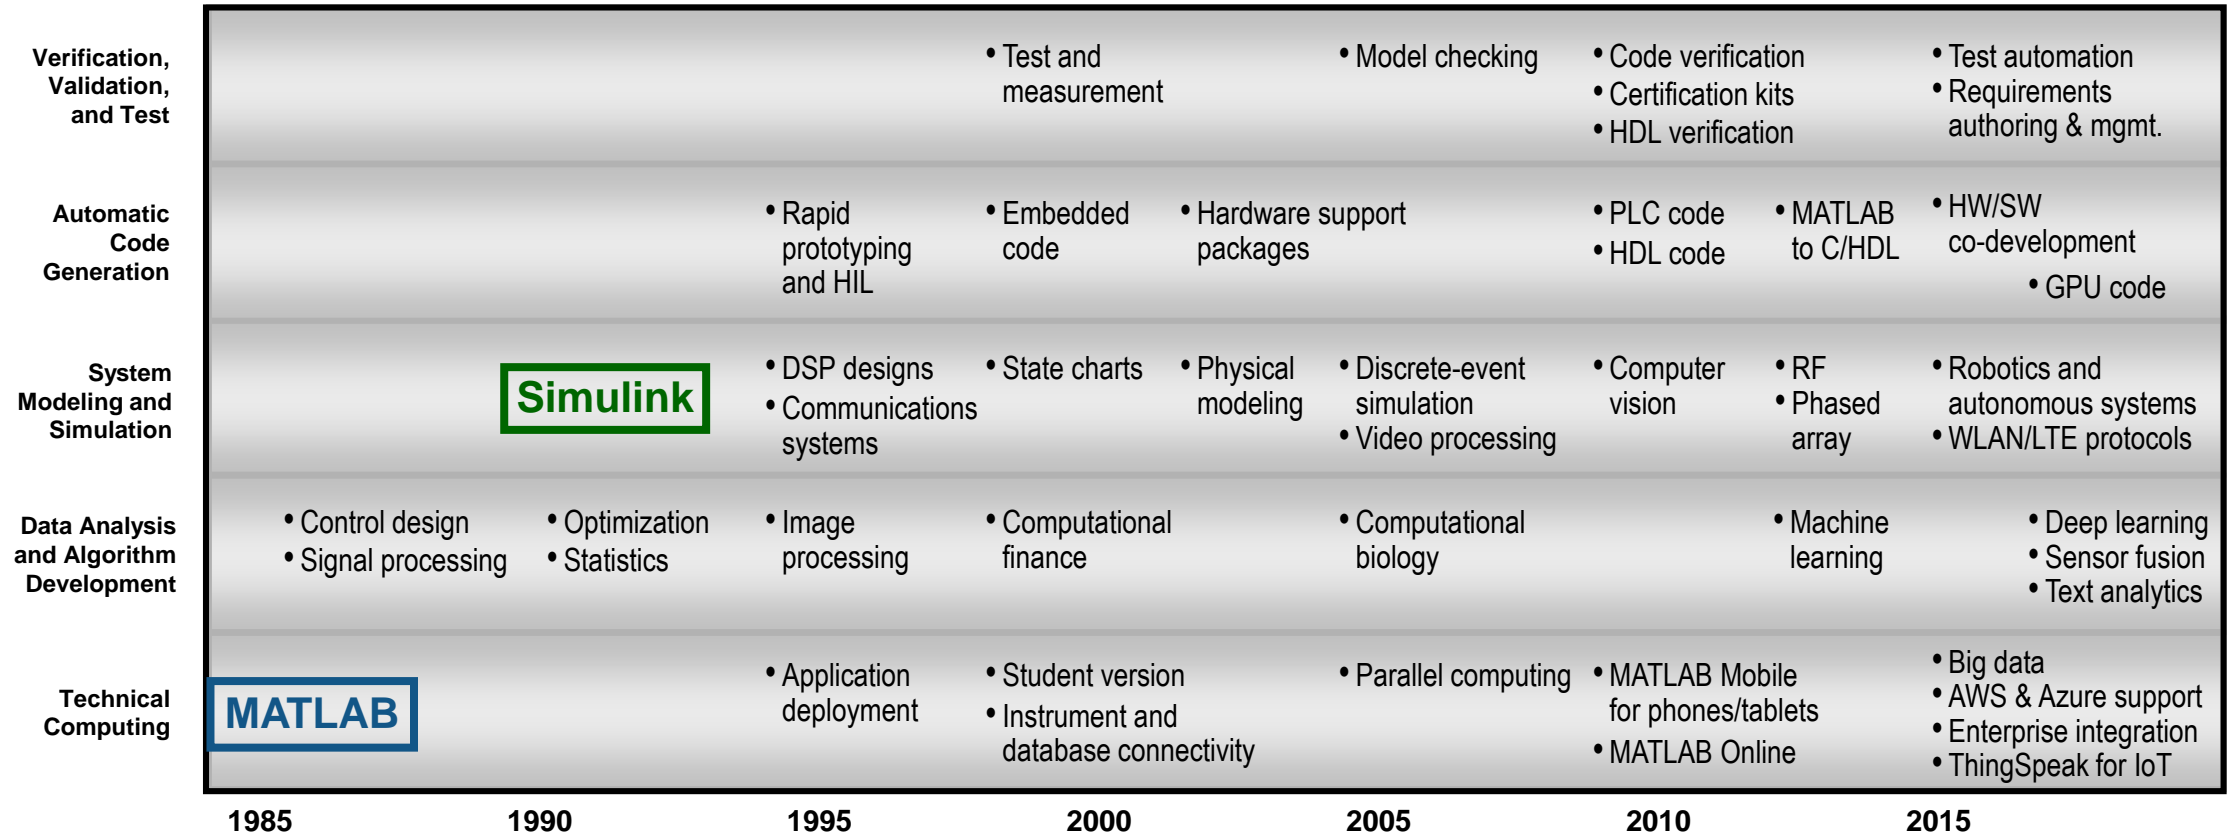 Verification,
Validation,
and Test
• Test and
measurement
• Model checking
• Code verification
• Certification kits
• HDL verification
• Test automation
• Requirements
authoring & mgmt.
Automatic
Code
Generation
• Rapid
prototyping
and HIL
• Embedded
code
• Hardware support
packages
• PLC code
• HDL code
• MATLAB
to C/HDL
• HW/SW
co-development
• GPU code
System
Modeling and
Simulation
Simulink
• DSP designs
• Communications
systems
• State charts
• Physical
modeling
• Discrete-event
simulation
• Video processing
• Computer
vision
• RF
• Phased
array
• Robotics and
autonomous systems
• WLAN/LTE protocols
Data Analysis
and Algorithm
Development
• Control design
• Signal processing
• Optimization
• Statistics
• Image
processing
• Computational
finance
• Computational
biology
• Machine
learning
• Deep learning
• Sensor fusion
• Text analytics
Technical
Computing
MATLAB
• Application
deployment
• Student version
• Instrument and
database connectivity
• Parallel computing
• MATLAB Mobile
for phones/tablets
• MATLAB Online
• Big data
• AWS & Azure support
• Enterprise integration
• ThingSpeak for IoT
1985 1990 1995 2000 2005 2010 2015